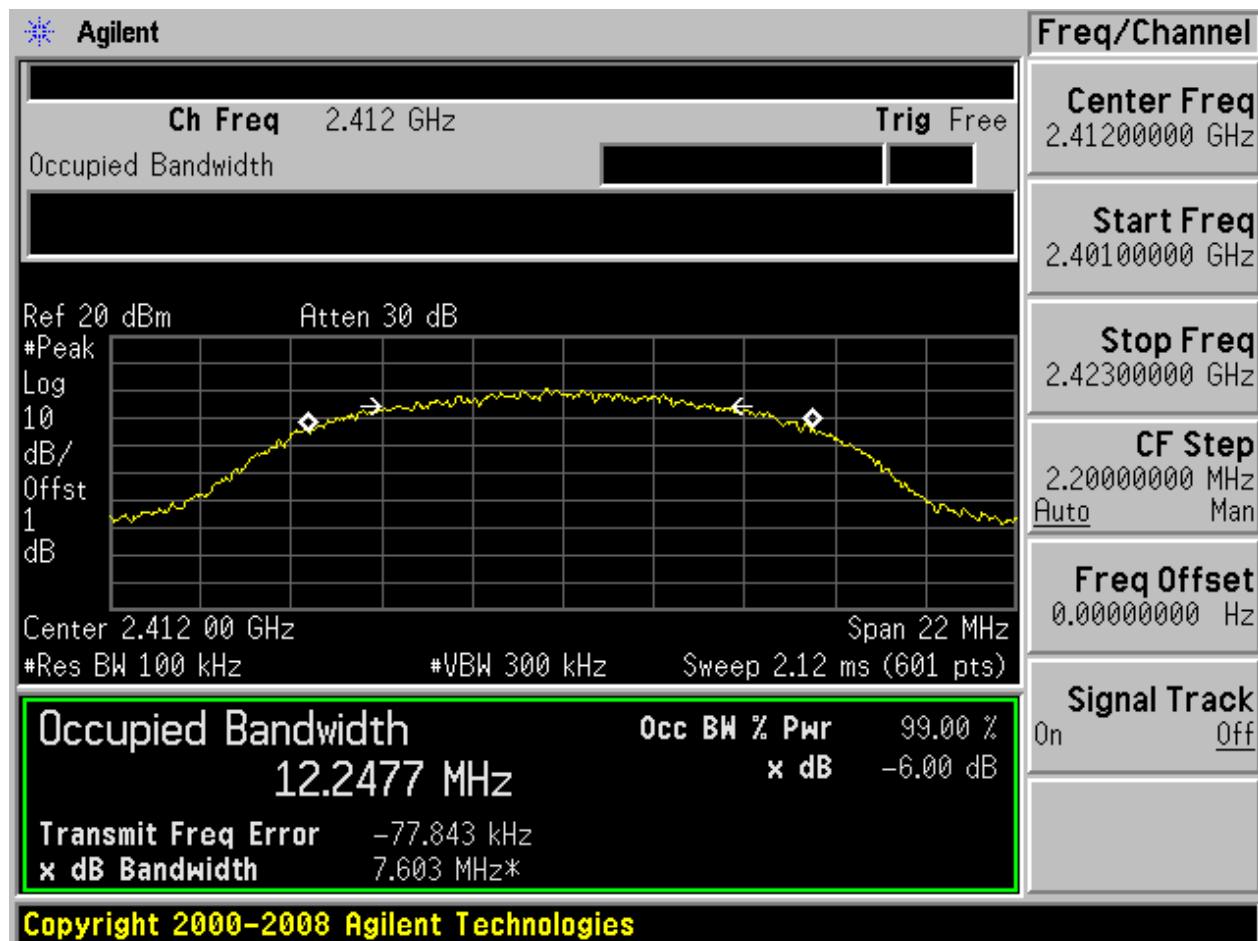 Agilent
Freq/Channel
Ch Freq 2.412 GHz Trig Free
Occupied Bandwidth
Ref 20 dBm Atten 30 dB
#Peak
Log
10
dB/
Offst
1
dB
Center 2.412 00 GHz Span 22 MHz
#Res BW 100 kHz #VBW 300 kHz Sweep 2.12 ms (601 pts)
Occupied Bandwidth
12.2477 MHz
Occ BW % Pwr 99.00 %
x dB -6.00 dB
Transmit Freq Error -77.843 kHz
x dB Bandwidth 7.603 MHz*
Copyright 2000-2008 Agilent Technologies
Center Freq
2.41200000 GHz
Start Freq
2.40100000 GHz
Stop Freq
2.42300000 GHz
CF Step
2.20000000 MHz
Auto Man
Freq Offset
0.00000000 Hz
Signal Track
On Off